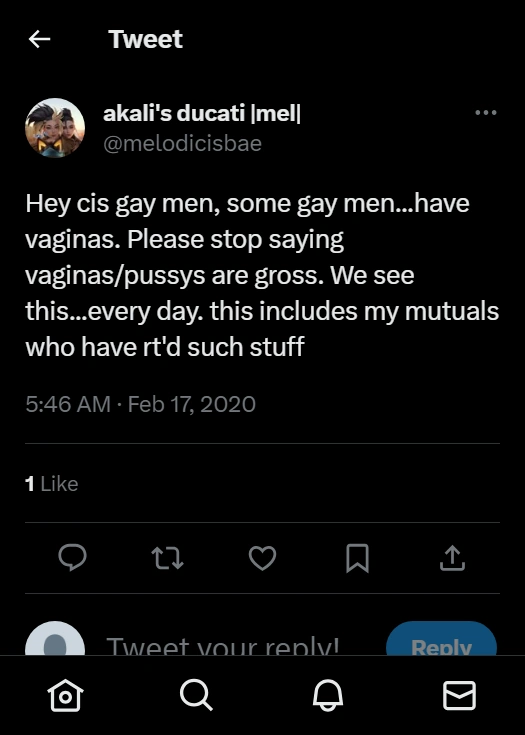 Tweet
akali's ducati |mel|
@melodicisbae
Hey cis gay men, some gay men...have
vaginas. Please stop saying
vaginas/pussys are gross. We see
this...every day. this includes my mutuals
who have rt'd such stuff
5:46 AM · Feb 17, 2020
1 Like
Tweet your reply!
Reply